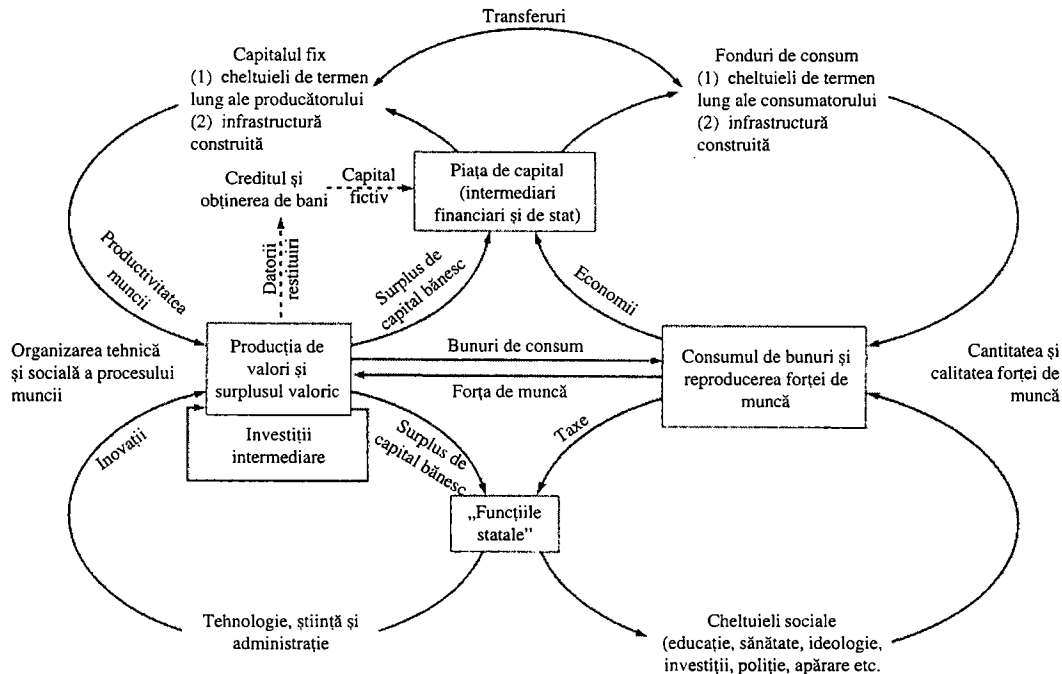 Transferuri
Capitalul fix
(1) cheltuieli de termen
lung ale producătorului
(2) infrastructură
construită
Fonduri de consum
(1) cheltuieli de termen
lung ale consumatorului
(2) infrastructură
construită
Creditul și
obținerea de bani
Capital
fictiv
Piața de capital
(intermediari
financiari și de stat)
Productivitatea
muncii
Datorii
restituiri
Surplus de
capital bănesc
Economii
Organizarea tehnică
și socială a procesului
muncii
Producția de
valori și
surplusul valoric
Bunuri de consum
Forța de muncă
Consumul de bunuri și
reproducerea forței de
muncă
Cantitatea și
calitatea forței de
muncă
Inovații
Investiții
intermediare
Surplus de
capital bănesc
Taxe
„Funcțiile
statale”
Tehnologie, știință și
administrație
Cheltuieli sociale
(educație, sănătate, ideologie,
investiții, poliție, apărare etc.